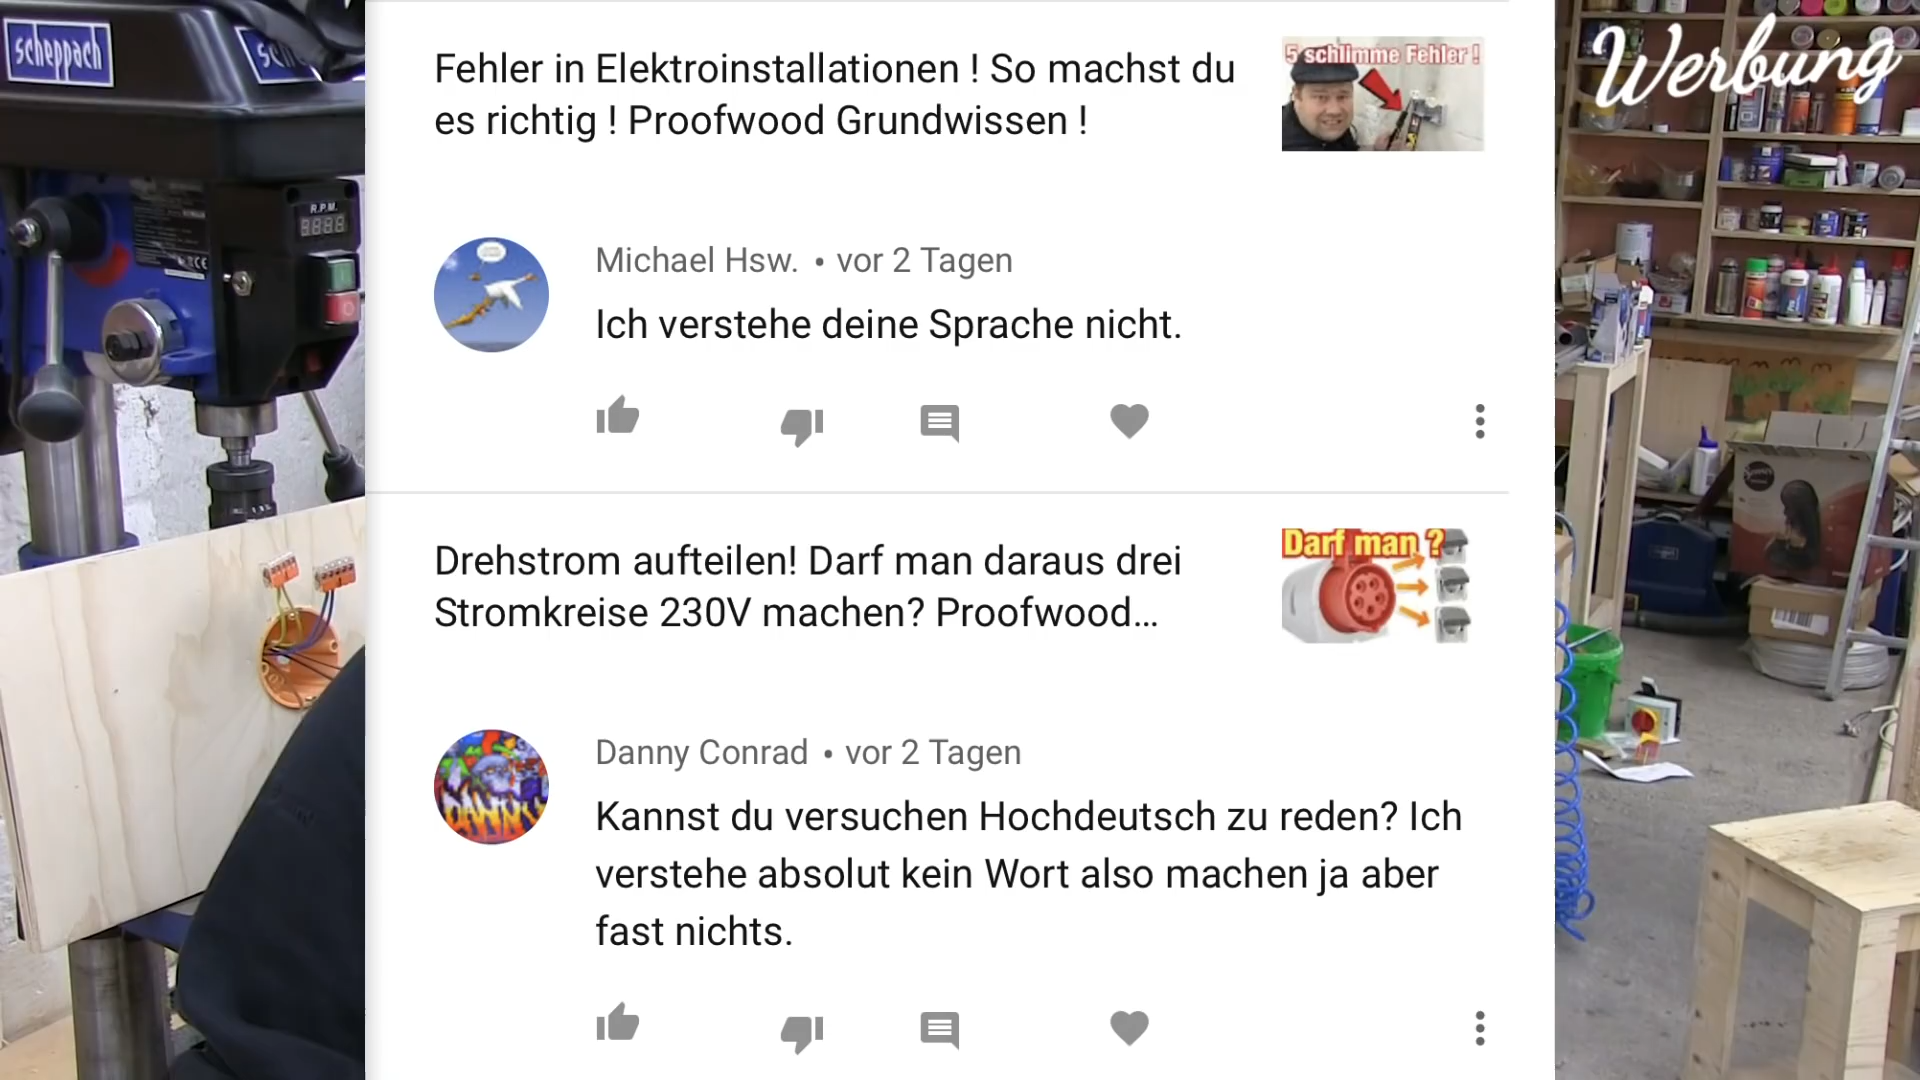 scheppach
Werbung
R.P.M.
Fehler in Elektroinstallationen ! So machst du
es richtig ! Proofwood Grundwissen !
5 schlimme Fehler !
Michael Hsw. • vor 2 Tagen
Ich verstehe deine Sprache nicht.
Drehstrom aufteilen! Darf man daraus drei
Stromkreise 230V machen? Proofwood...
Darf man ?
Danny Conrad • vor 2 Tagen
Kannst du versuchen Hochdeutsch zu reden? Ich
verstehe absolut kein Wort also machen ja aber
fast nichts.